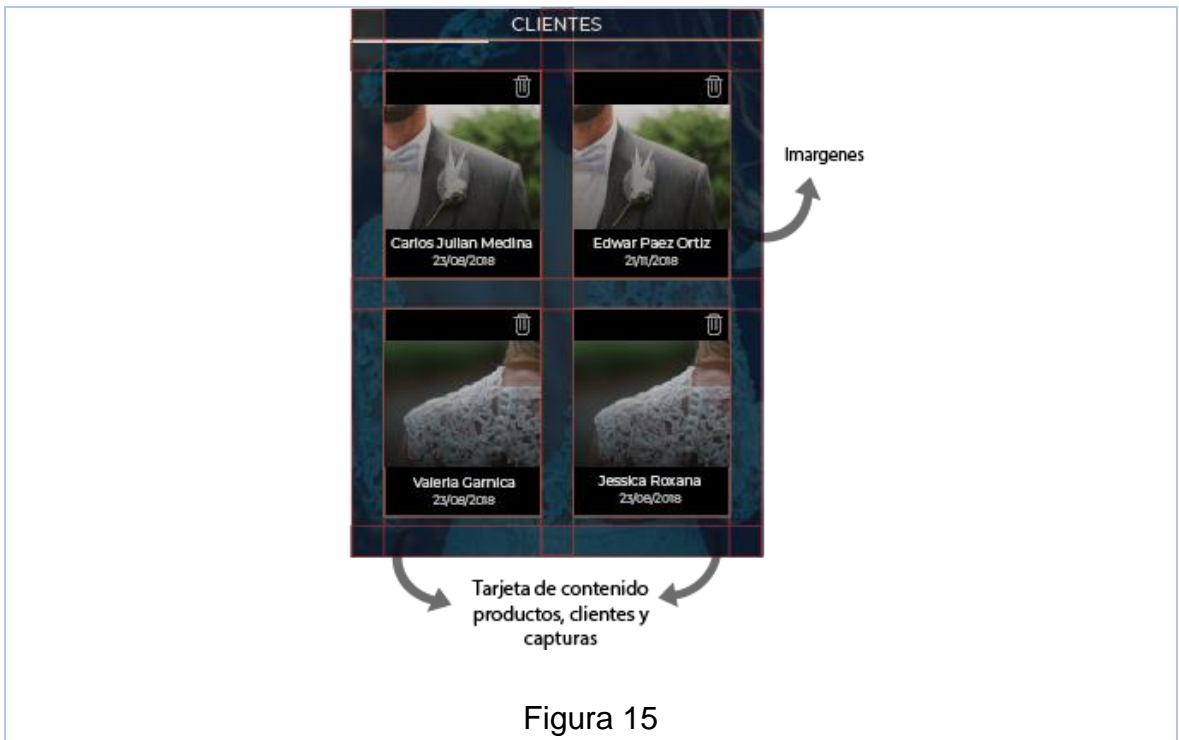 CLIENTES
Imargenes
Carlos Julian Medina
23/08/2018
Edwar Paez Ortiz
21/11/2018
Valeria Garnica
23/08/2018
Jessica Roxana
23/08/2018
Tarjeta de contenido
productos, clientes y
capturas
Figura 15